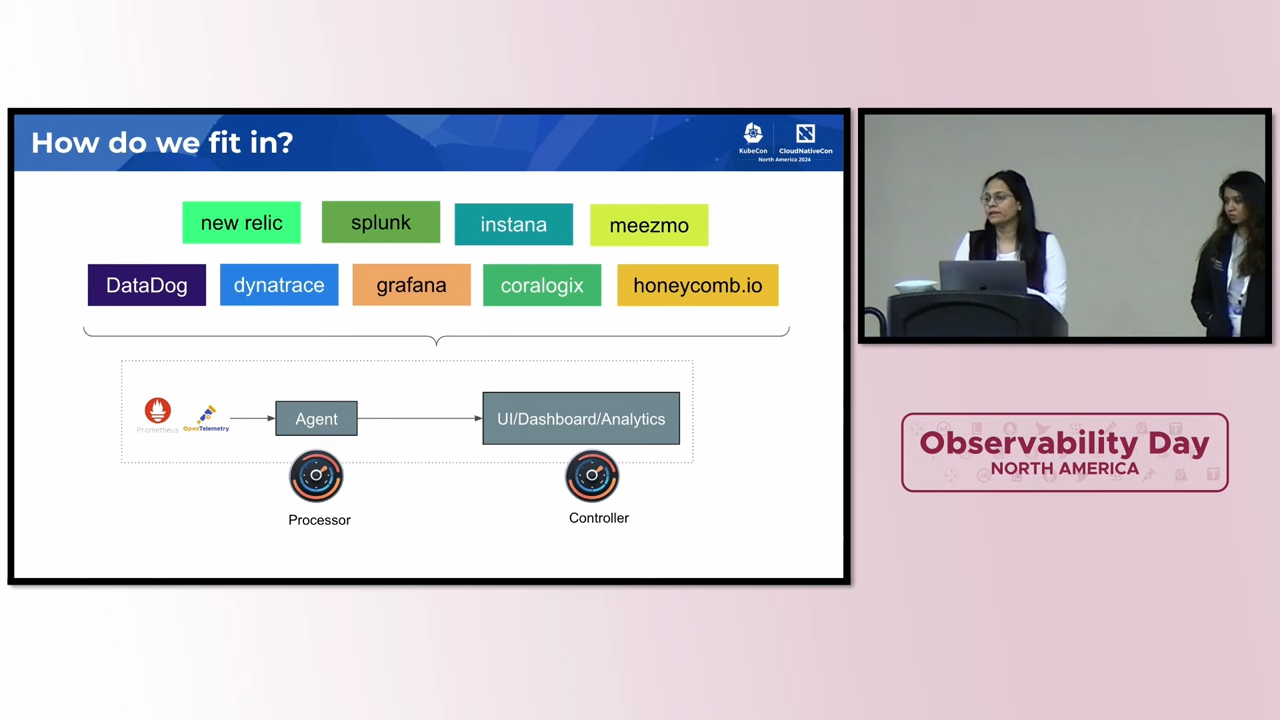 How do we fit in?
KubeCon
CloudNativeCon
North America 2024
new relic
splunk
instana
meezmo
DataDog
dynatrace
grafana
coralogix
honeycomb.io
Prometheus
OpenTelemetry
Agent
UI/Dashboard/Analytics
Processor
Controller
Observability Day
NORTH AMERICA